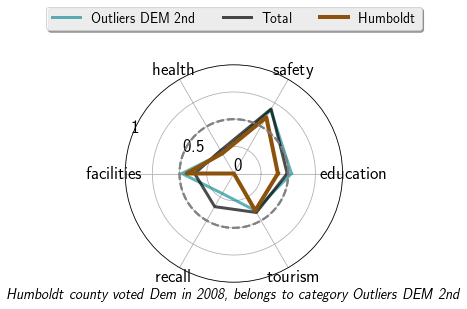 Outliers DEM 2nd Total Humboldt
health safety
1
0.5
0
facilities education
recall tourism
Humboldt county voted Dem in 2008, belongs to category Outliers DEM 2nd